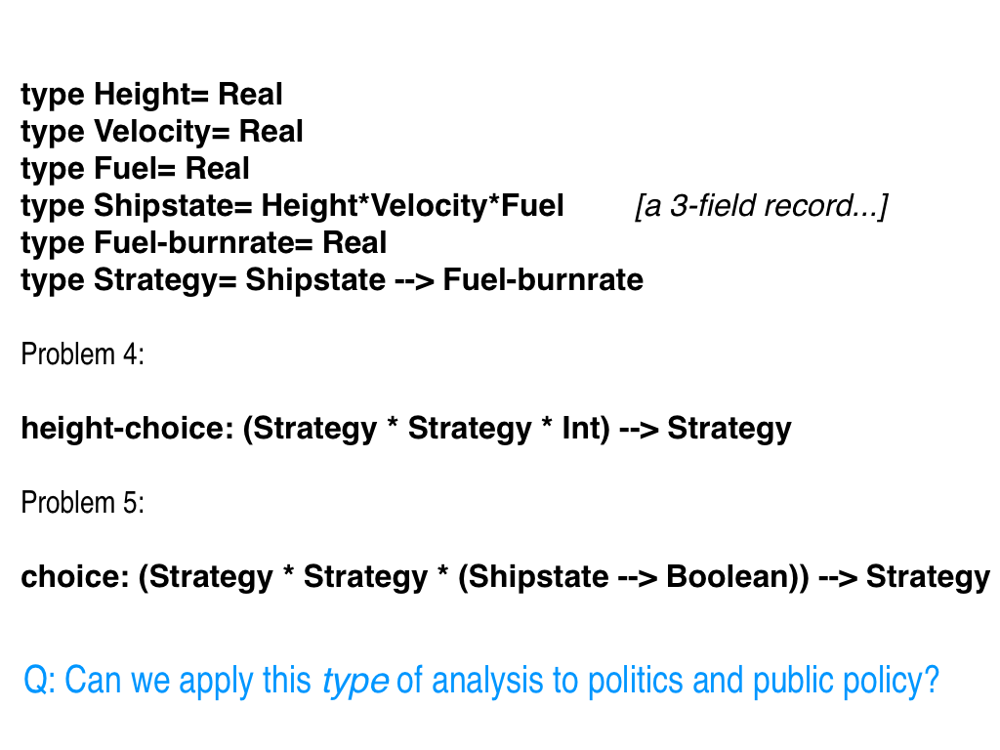 type Height= Real
type Velocity= Real
type Fuel= Real
type Shipstate= Height*Velocity*Fuel [a 3-field record...]
type Fuel-burnrate= Real
type Strategy= Shipstate --> Fuel-burnrate
Problem 4:
height-choice: (Strategy * Strategy * Int) --> Strategy
Problem 5:
choice: (Strategy * Strategy * (Shipstate --> Boolean)) --> Strategy
Q: Can we apply this type of analysis to politics and public policy?